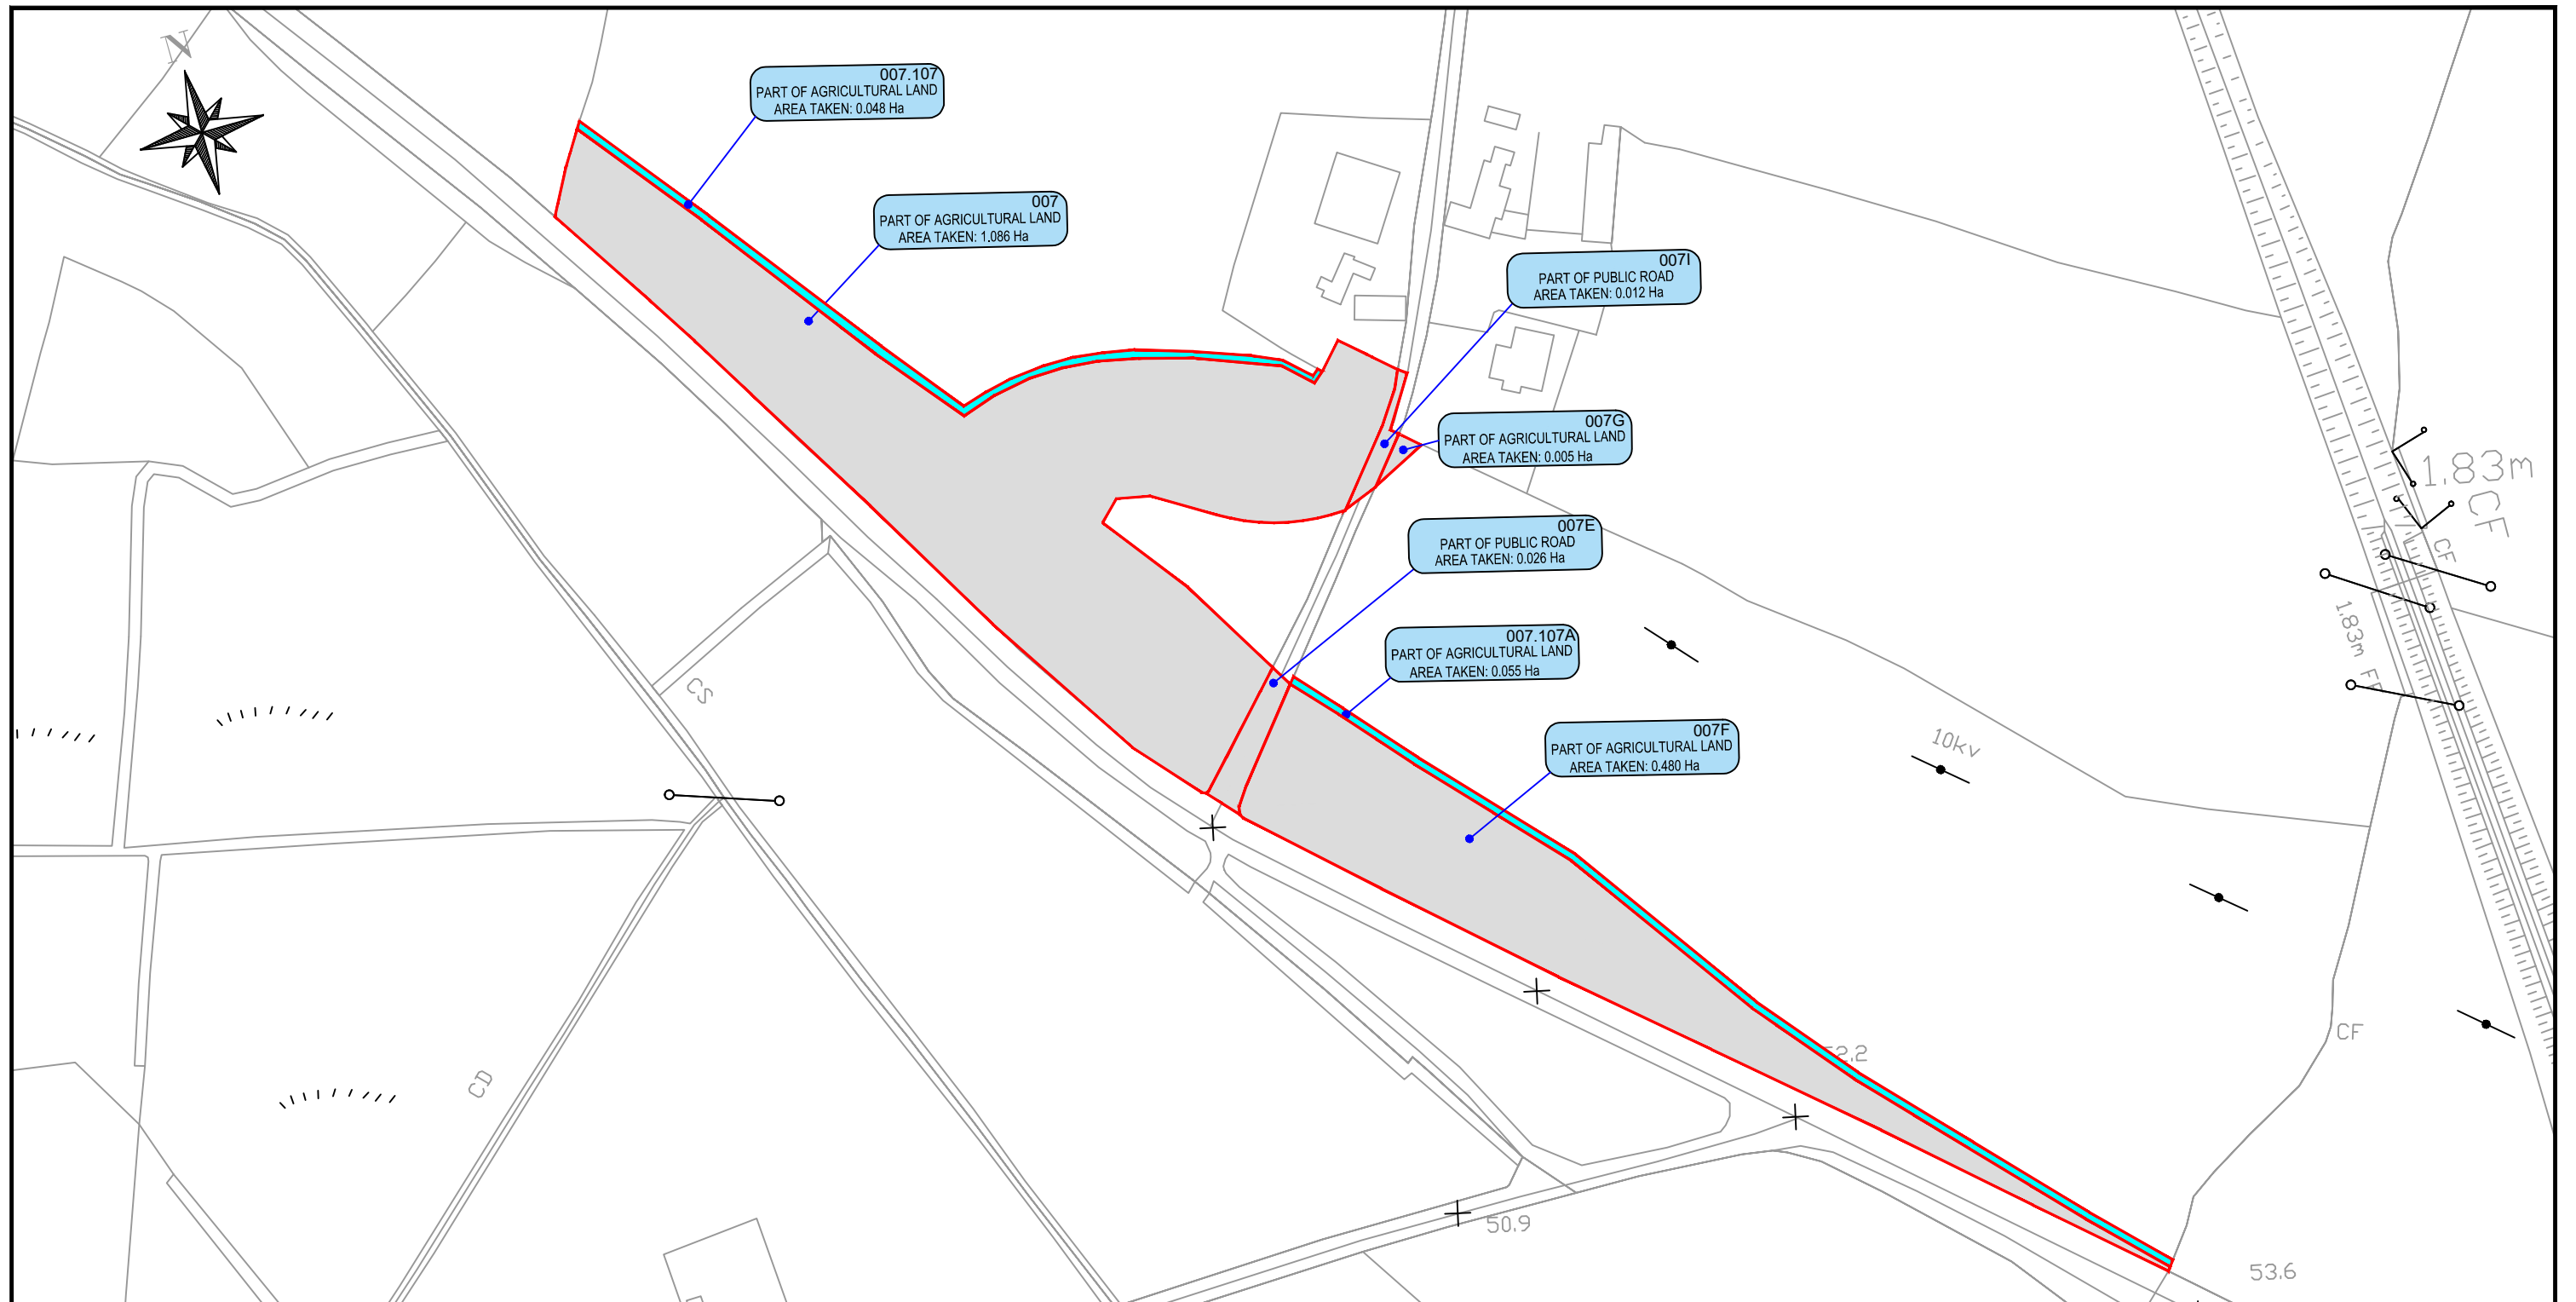 N
007.107
PART OF AGRICULTURAL LAND
AREA TAKEN: 0.048 Ha
007
PART OF AGRICULTURAL LAND
AREA TAKEN: 1.086 Ha
007I
PART OF PUBLIC ROAD
AREA TAKEN: 0.012 Ha
007G
PART OF AGRICULTURAL LAND
AREA TAKEN: 0.005 Ha
1.83m
CF
CF
007E
PART OF PUBLIC ROAD
AREA TAKEN: 0.026 Ha
1.83m
007.107A
PART OF AGRICULTURAL LAND
AREA TAKEN: 0.055 Ha
CS
007F
PART OF AGRICULTURAL LAND
AREA TAKEN: 0.480 Ha
10kv
CF
CD
50.9
53.6